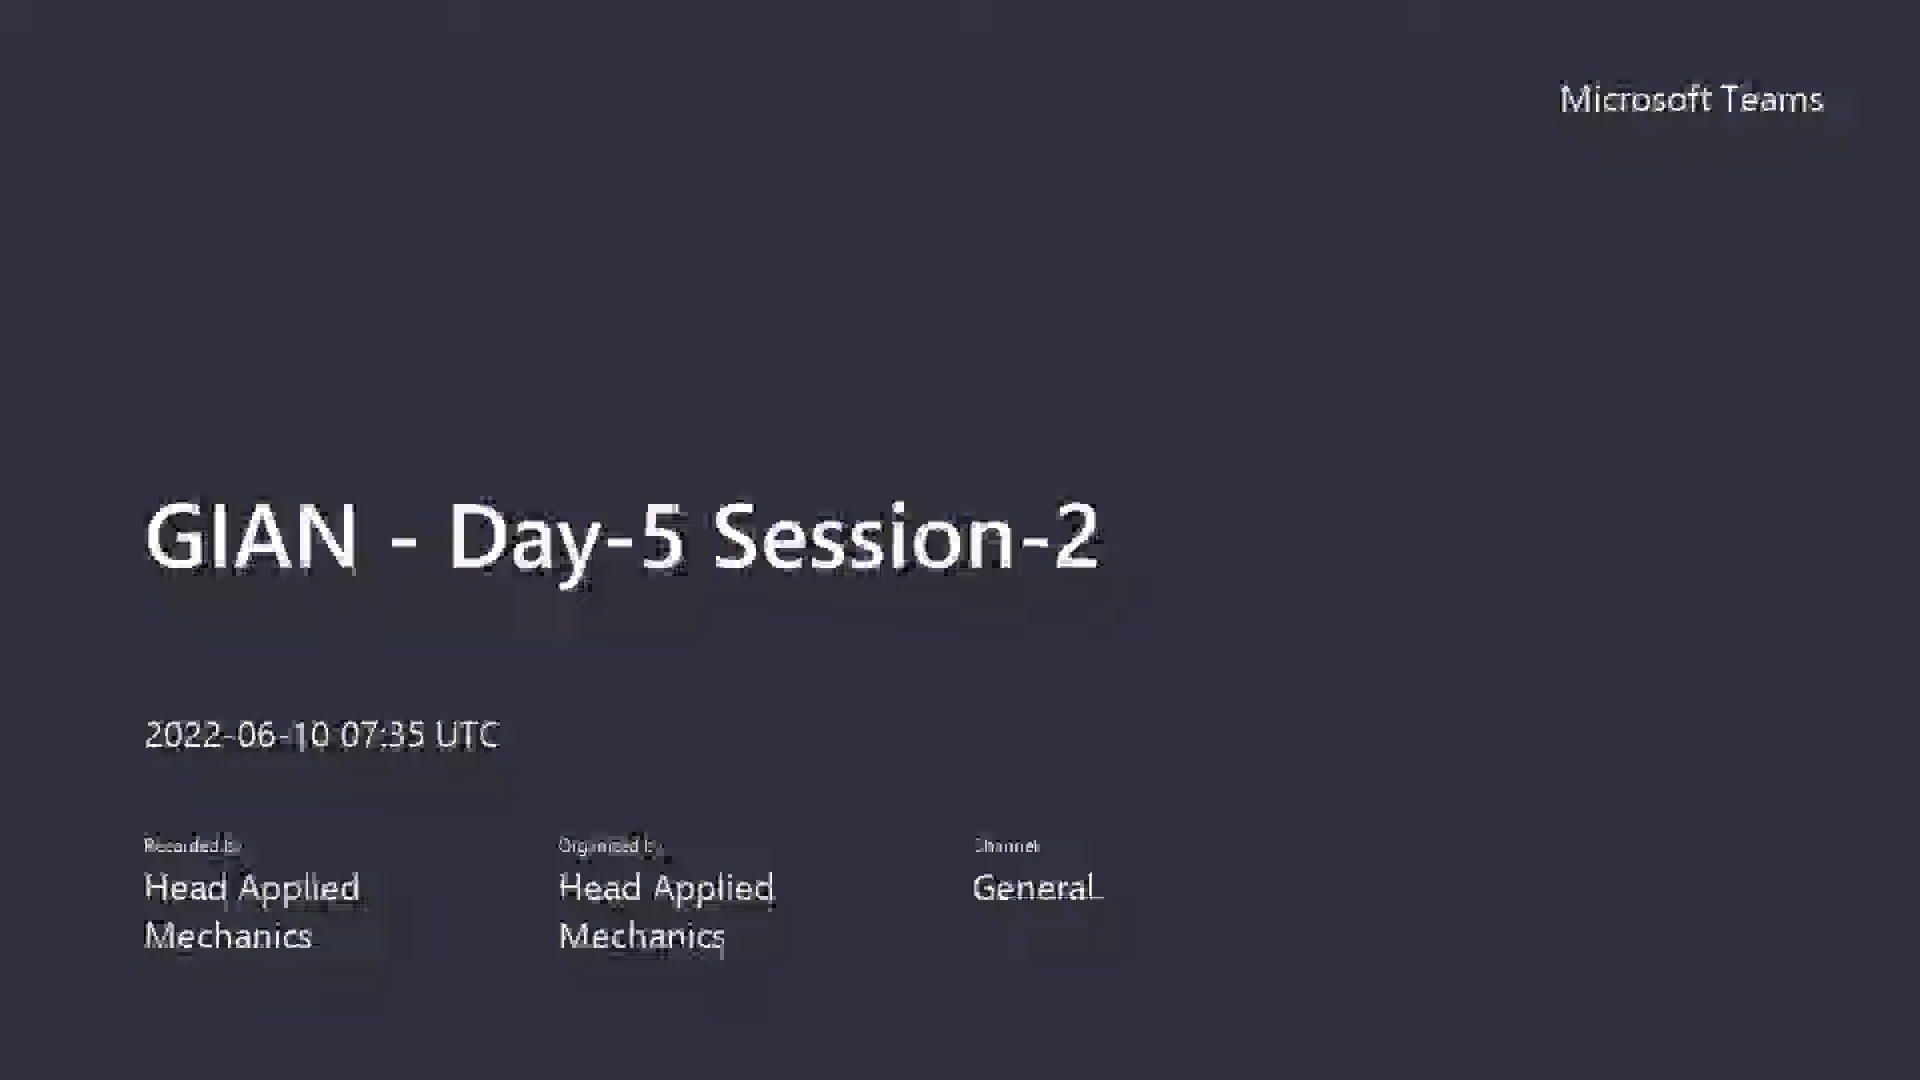 Microsoft Teams
GIAN - Day-5 Session-2
2022-06-10 07:35 UTC
Recorded by
Organized by
Channel
Head Applied
Mechanics
Head Applied
Mechanics
General